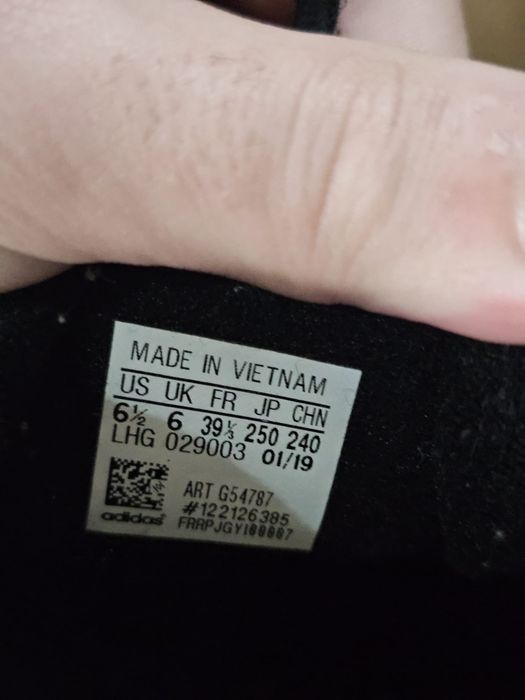 MADE IN VIETNAM
US UK FR JP CHN
6½ 6 39⅓ 250 240
LHG 029003 01/19
ART G54787
#122126385
adidas